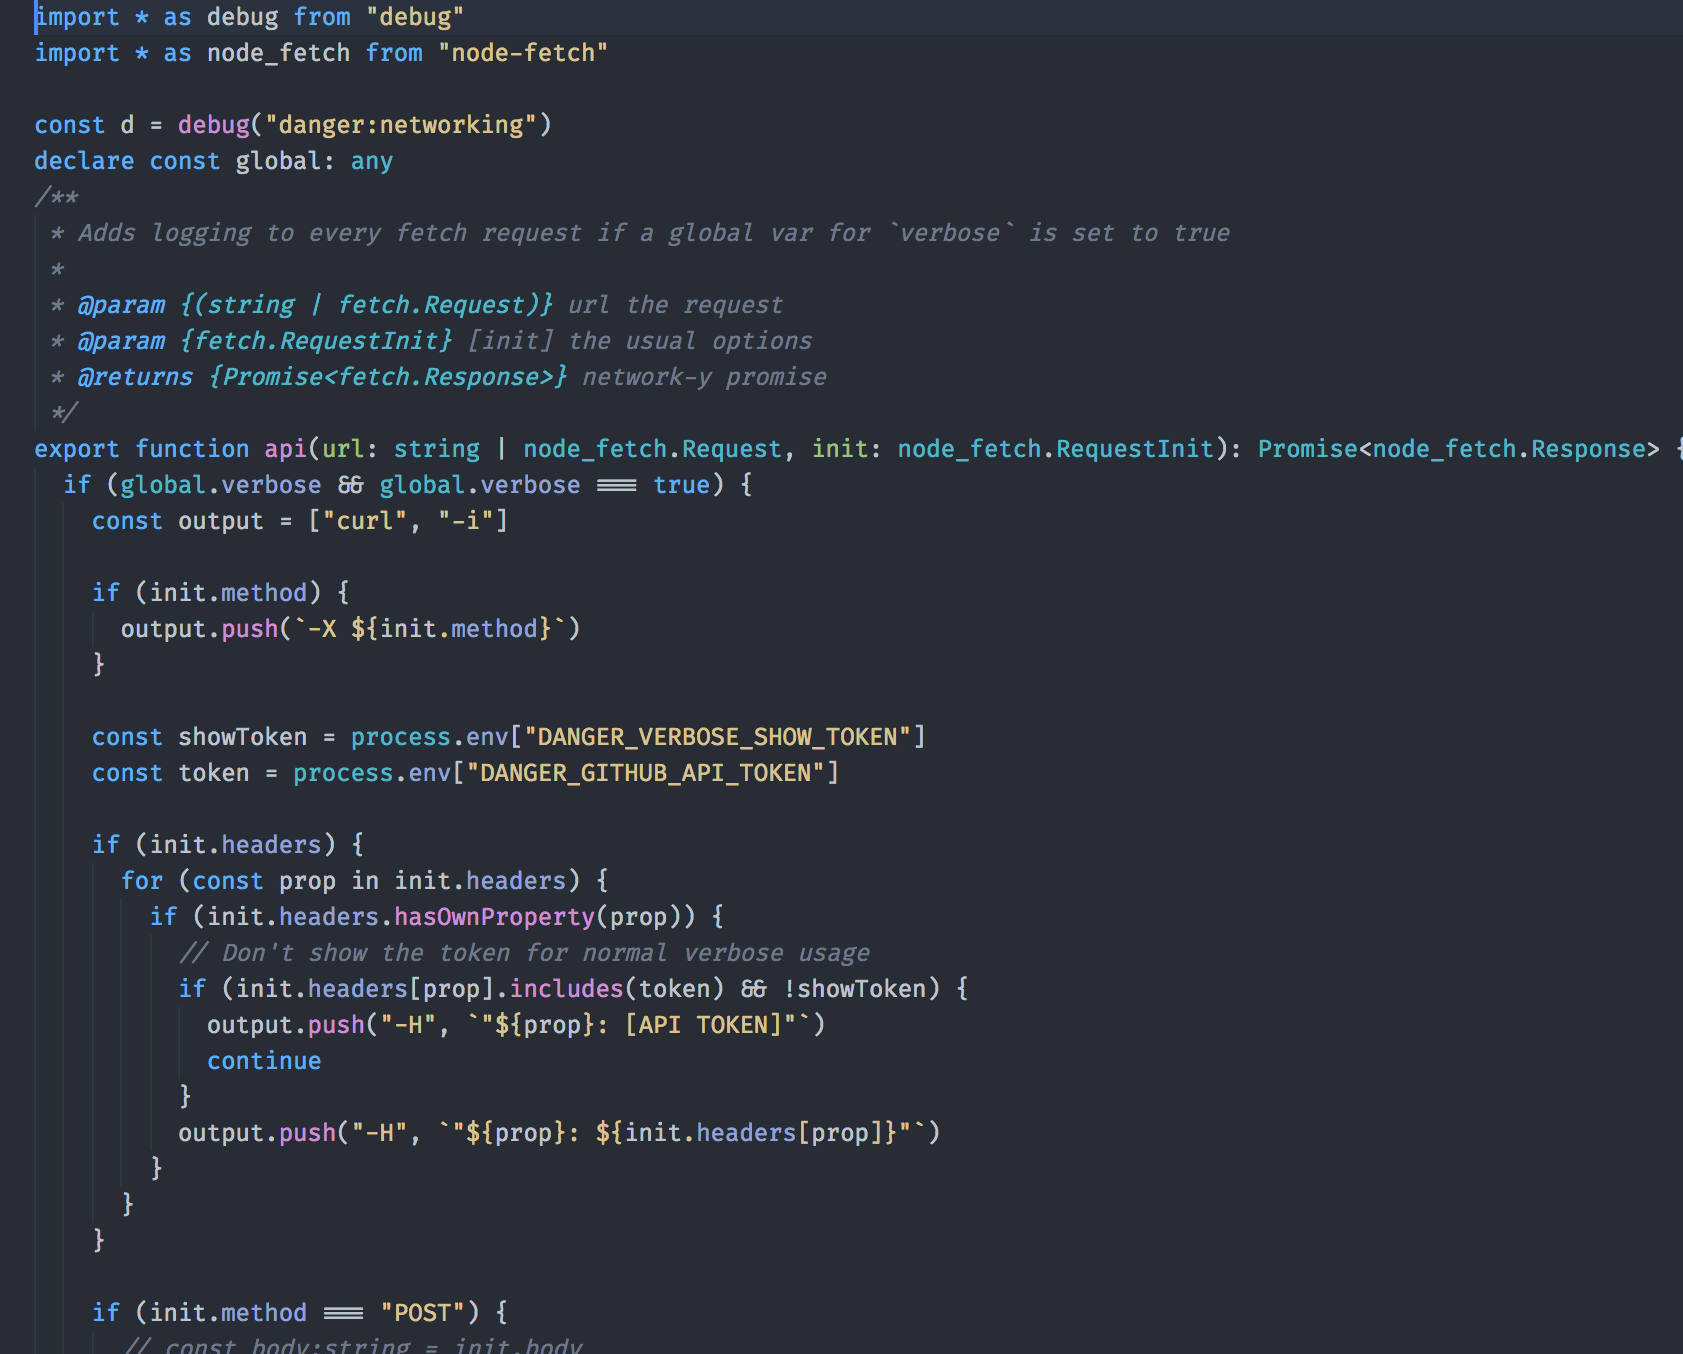 import * as debug from "debug"
import * as node_fetch from "node-fetch"

const d = debug("danger:networking")
declare const global: any
/**
 * Adds logging to every fetch request if a global var for `verbose` is set to true
 *
 * @param {(string | fetch.Request)} url the request
 * @param {fetch.RequestInit} [init] the usual options
 * @returns {Promise<fetch.Response>} network-y promise
 */
export function api(url: string | node_fetch.Request, init: node_fetch.RequestInit): Promise<node_fetch.Response> {
  if (global.verbose && global.verbose === true) {
    const output = ["curl", "-i"]

    if (init.method) {
      output.push(`-X ${init.method}`)
    }

    const showToken = process.env["DANGER_VERBOSE_SHOW_TOKEN"]
    const token = process.env["DANGER_GITHUB_API_TOKEN"]

    if (init.headers) {
      for (const prop in init.headers) {
        if (init.headers.hasOwnProperty(prop)) {
          // Don't show the token for normal verbose usage
          if (init.headers[prop].includes(token) && !showToken) {
            output.push("-H", `"${prop}: [API TOKEN]"`)
            continue
          }
          output.push("-H", `"${prop}: ${init.headers[prop]}"`)
        }
      }
    }

    if (init.method === "POST") {
      // const body:string = init.body